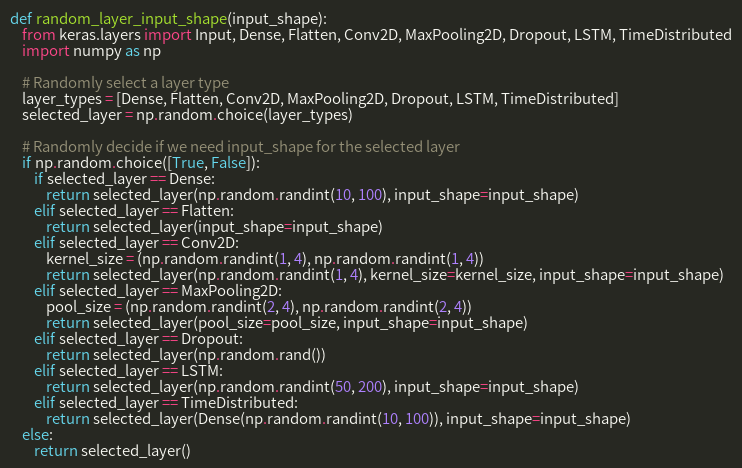 def random_layer_input_shape(input_shape):
    from keras.layers import Input, Dense, Flatten, Conv2D, MaxPooling2D, Dropout, LSTM, TimeDistributed
    import numpy as np

    # Randomly select a layer type
    layer_types = [Dense, Flatten, Conv2D, MaxPooling2D, Dropout, LSTM, TimeDistributed]
    selected_layer = np.random.choice(layer_types)

    # Randomly decide if we need input_shape for the selected layer
    if np.random.choice([True, False]):
        if selected_layer == Dense:
            return selected_layer(np.random.randint(10, 100), input_shape=input_shape)
        elif selected_layer == Flatten:
            return selected_layer(input_shape=input_shape)
        elif selected_layer == Conv2D:
            kernel_size = (np.random.randint(1, 4), np.random.randint(1, 4))
            return selected_layer(np.random.randint(1, 4), kernel_size=kernel_size, input_shape=input_shape)
        elif selected_layer == MaxPooling2D:
            pool_size = (np.random.randint(2, 4), np.random.randint(2, 4))
            return selected_layer(pool_size=pool_size, input_shape=input_shape)
        elif selected_layer == Dropout:
            return selected_layer(np.random.rand())
        elif selected_layer == LSTM:
            return selected_layer(np.random.randint(50, 200), input_shape=input_shape)
        elif selected_layer == TimeDistributed:
            return selected_layer(Dense(np.random.randint(10, 100)), input_shape=input_shape)
    else:
        return selected_layer()